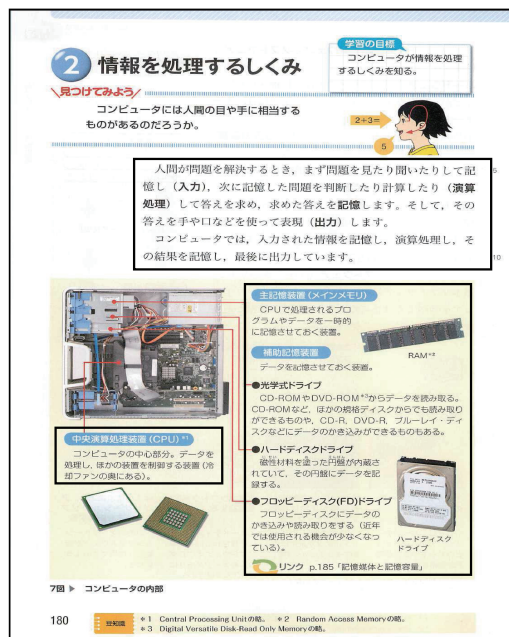 学習の目標
コンピュータが情報を処理
するしくみを知る。
2 情報を処理するしくみ
見つけてみよう
コンピュータには人間の目や手に相当する
ものがあるのだろうか。
2+3=
5
人間が問題を解決するとき，まず問題を見たり聞いたりして記
憶し（入力），次に記憶した問題を判断したり計算したり（演算
処理）して答えを求め，求めた答えを記憶します。そして，その
答えを手や口などを使って表現（出力）します。
コンピュータでは，入力された情報を記憶し，演算処理し，そ
の結果を記憶し，最後に出力しています。
5
10
主記憶装置（メインメモリ）
CPUで処理されるプロ
グラムやデータを一時的
に記憶させておく装置。
RAM*2
補助記憶装置
データを記憶させておく装置。
●光学式ドライブ
CD-ROMやDVD-ROM*3からデータを読み取る。
CD-ROMなど，ほかの規格ディスクからでも読み取り
ができるものや，CD-R，DVD-R，ブルーレイ・ディ
スクなどにデータのかき込みができるものもある。
●ハードディスクドライブ
磁性材料を塗った円盤が内蔵さ
れていて，その円盤にデータを記
録する。
●フロッピーディスク(FD)ドライブ
フロッピーディスクにデータの
かき込みや読み取りをする（近年
では使用される機会が少なくなっ
ている）。
ハードディスク
ドライブ
リンク p.185「記憶媒体と記憶容量」
中央演算処理装置（CPU）*1
コンピュータの中心部分。データを
処理し，ほかの装置を制御する装置（冷
却ファンの奥にある）。
7図 ▶ コンピュータの内部
180
豆知識
*1 Central Processing Unitの略。 *2 Random Access Memoryの略。
*3 Digital Versatile Disk-Read Only Memoryの略。